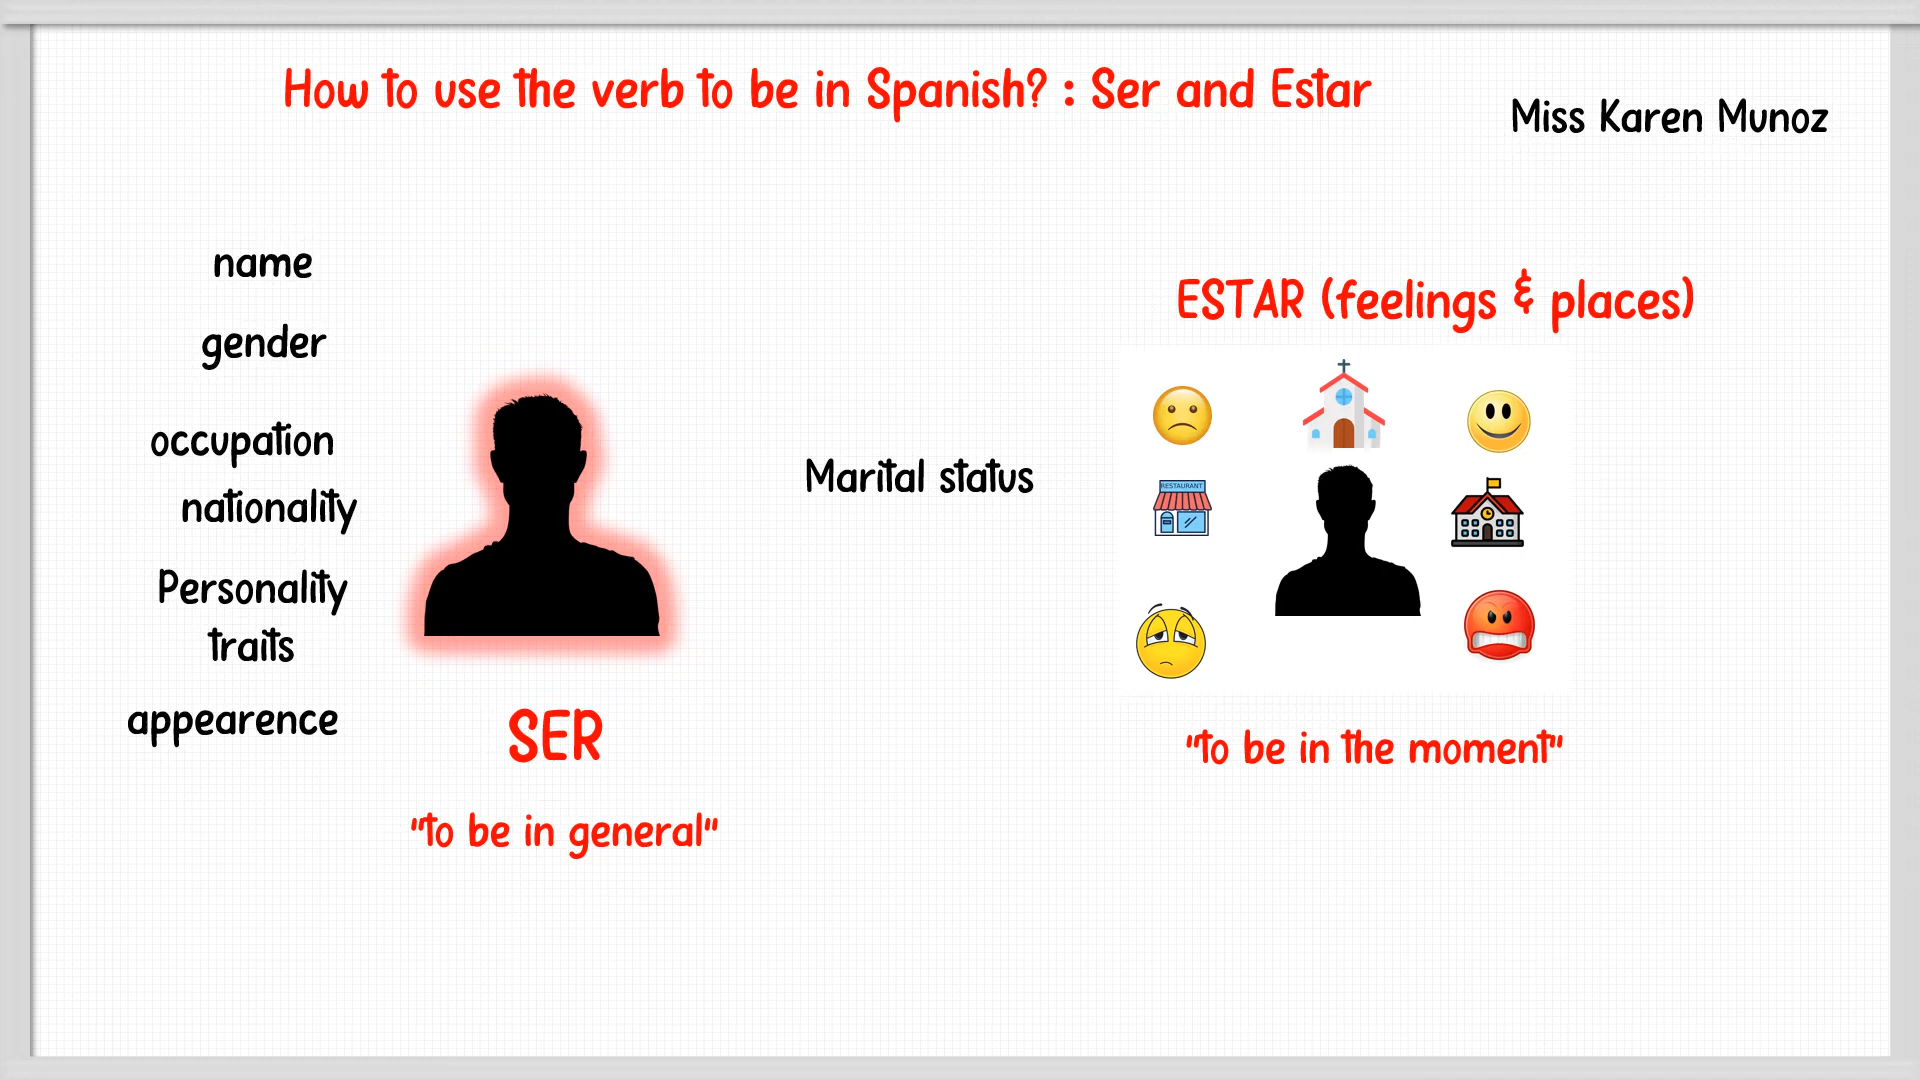 How to use the verb to be in Spanish? : Ser and Estar
Miss Karen Munoz
name
gender
occupation
nationality
Personality
traits
appearence
SER
"to be in general"
Marital status
ESTAR (feelings & places)
RESTAURANT
"to be in the moment"